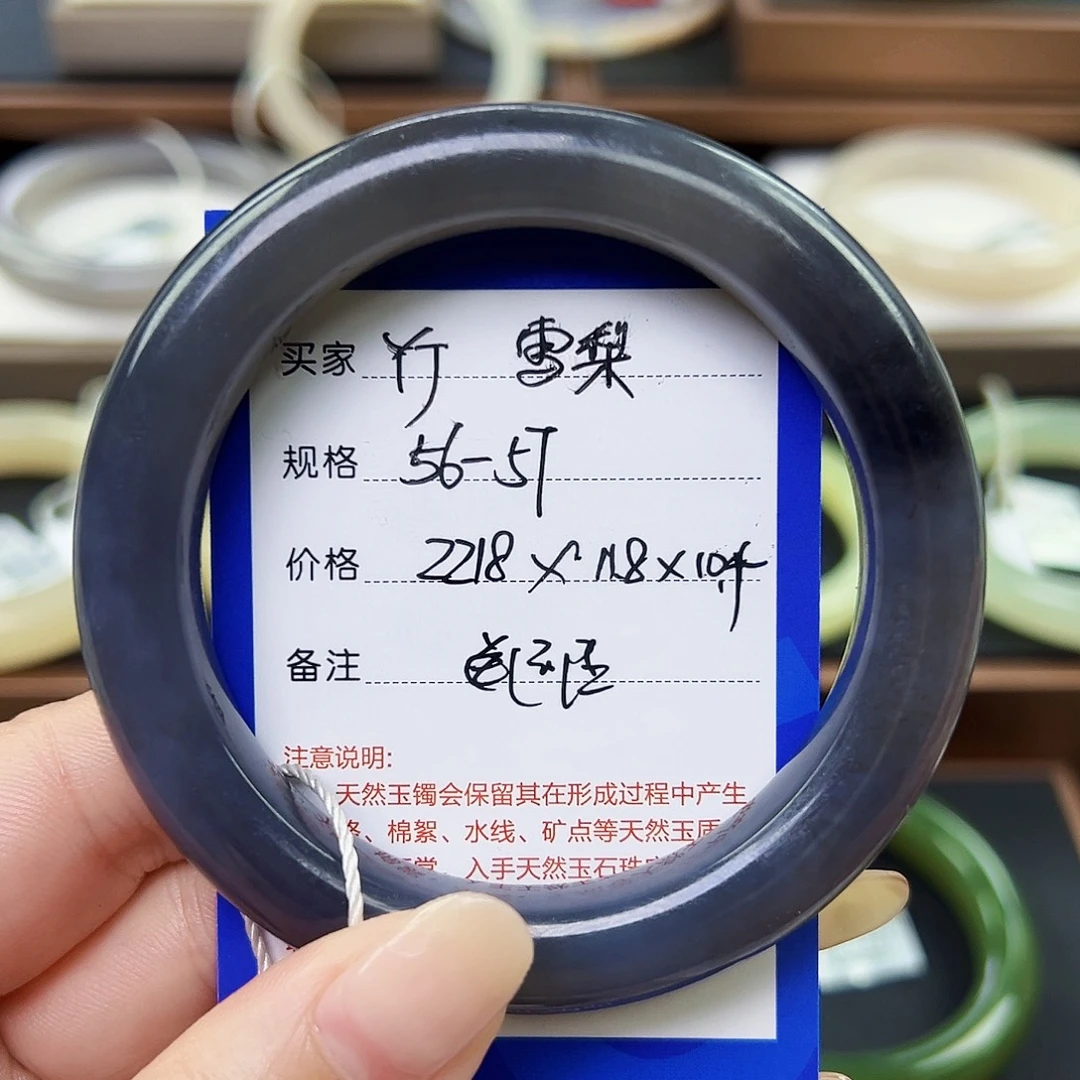 买家 雪梨
规格 56-57
价格 2218 × 11.8×10.4
备注
注意说明:
天然玉镯会保留其在形成过程中产生
、棉絮、水线、矿点等天然玉质
入手天然玉石珠